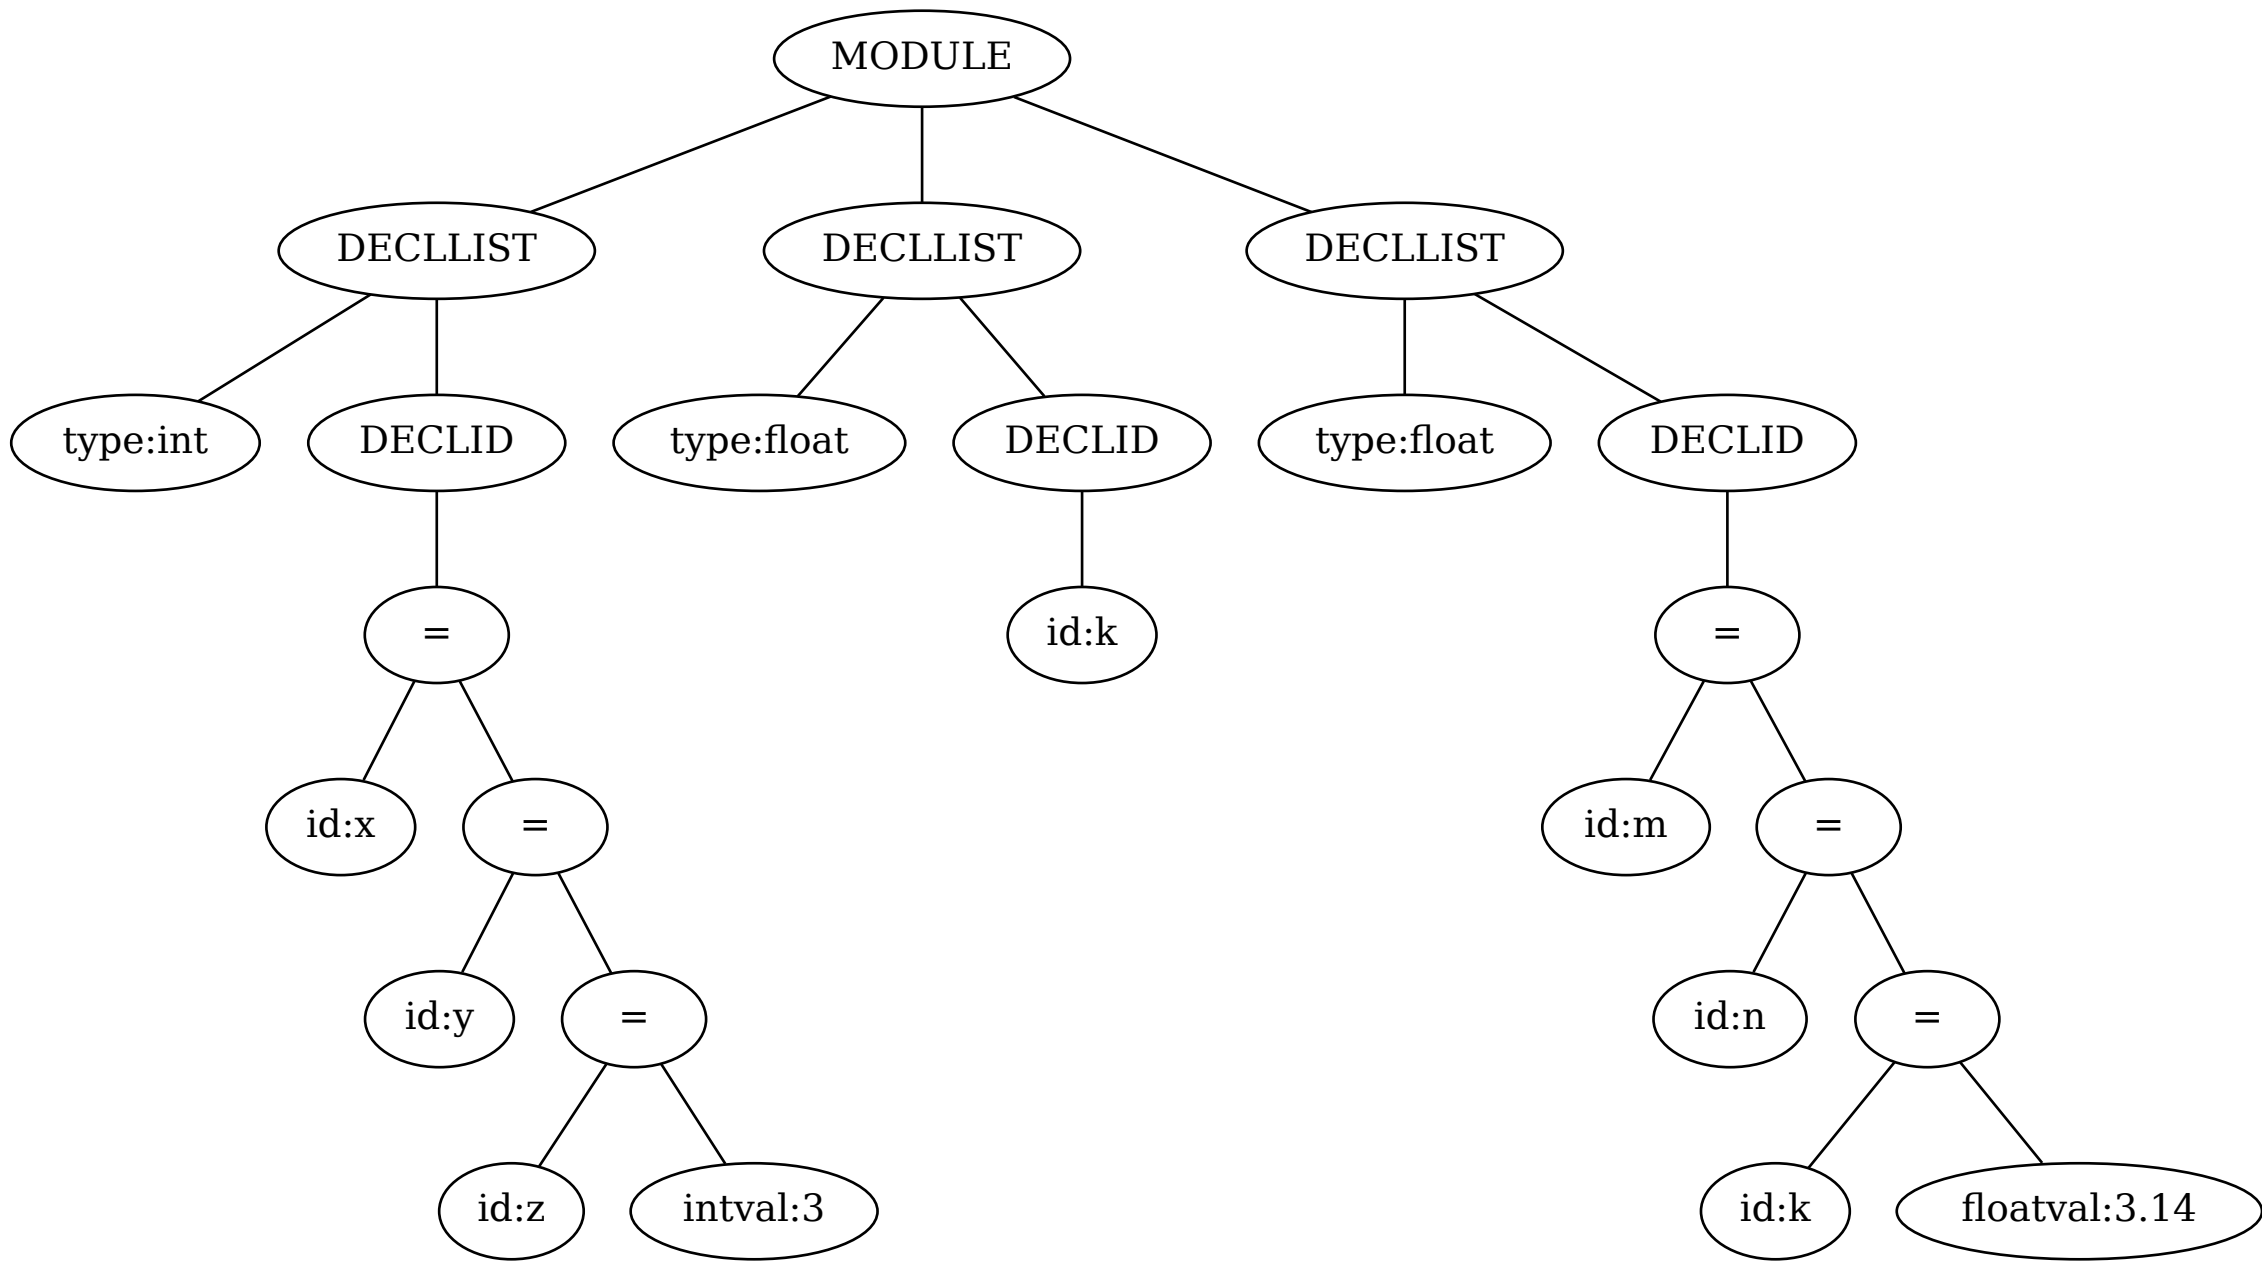 MODULE
DECLLIST DECLLIST DECLLIST
type:int DECLID type:float DECLID type:float DECLID
= id:k =
id:x = id:m =
id:y = id:n =
id:z intval:3 id:k floatval:3.14